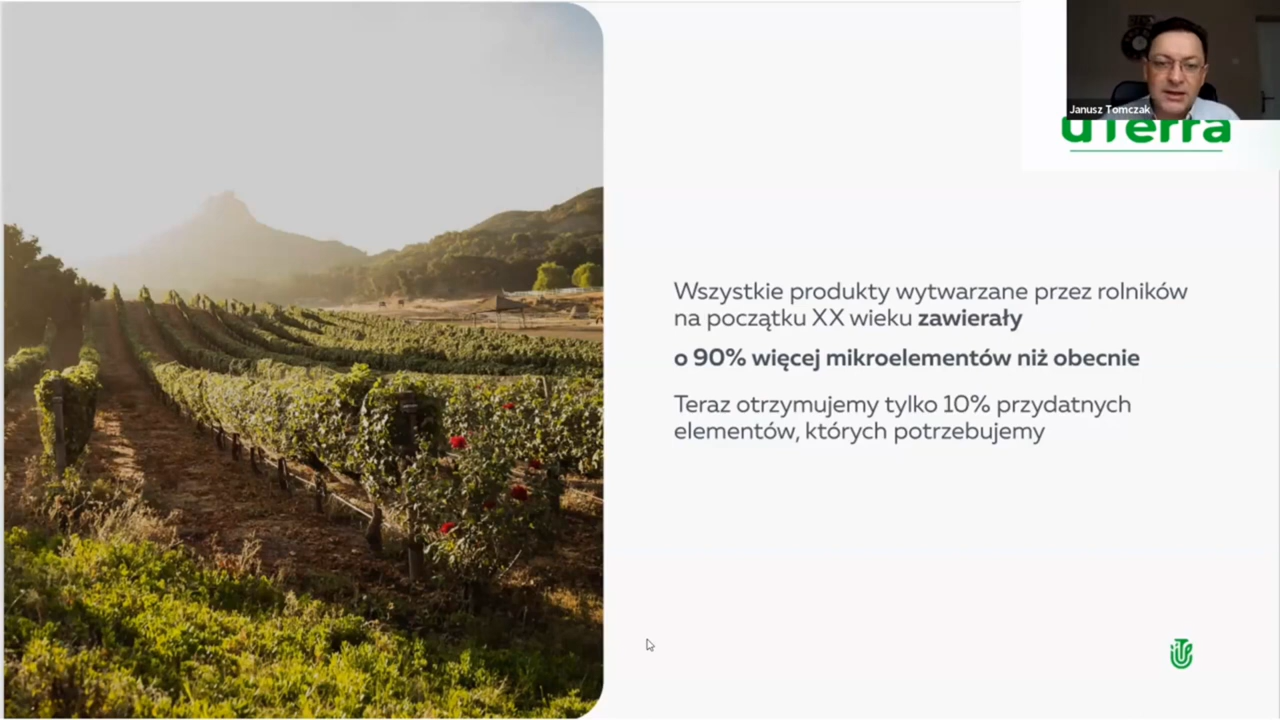 Janusz Tomczak
uTerra
Wszystkie produkty wytwarzane przez rolników
na początku XX wieku zawierały
o 90% więcej mikroelementów niż obecnie
Teraz otrzymujemy tylko 10% przydatnych
elementów, których potrzebujemy